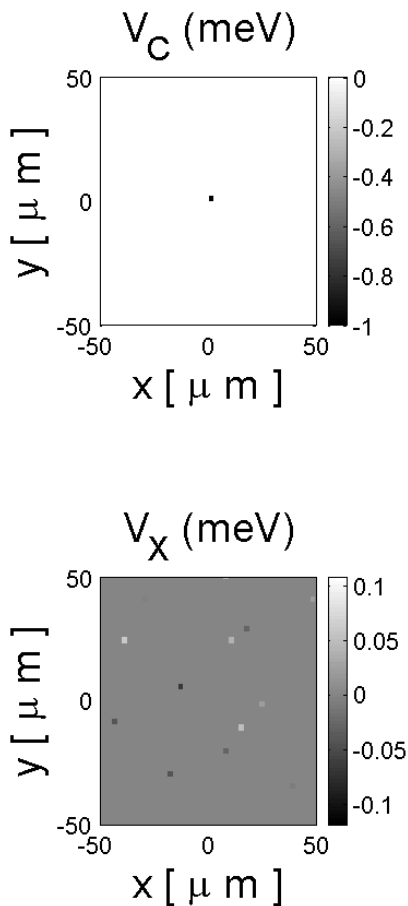 V_C (meV)
50
0
-50
-50 0 50
y [ μ m ]
x [ μ m ]
0
-0.2
-0.4
-0.6
-0.8
-1
V_X (meV)
50
0
-50
-50 0 50
y [ μ m ]
x [ μ m ]
0.1
0.05
0
-0.05
-0.1